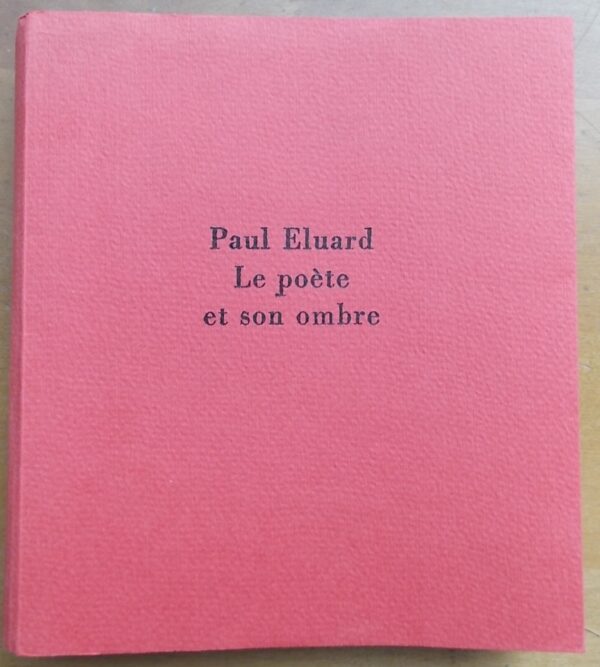 Paul Eluard
Le poète
et son ombre